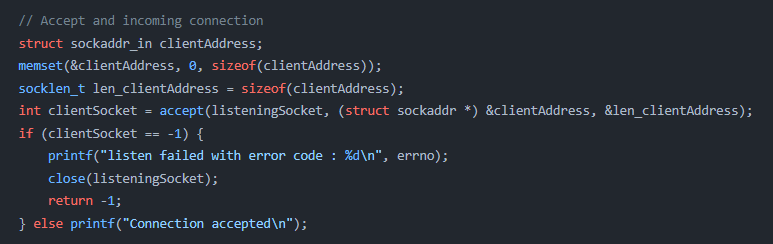 // Accept and incoming connection
struct sockaddr_in clientAddress;
memset(&clientAddress, 0, sizeof(clientAddress));
socklen_t len_clientAddress = sizeof(clientAddress);
int clientSocket = accept(listeningSocket, (struct sockaddr *) &clientAddress, &len_clientAddress);
if (clientSocket == -1) {
    printf("listen failed with error code : %d\n", errno);
    close(listeningSocket);
    return -1;
} else printf("Connection accepted\n");